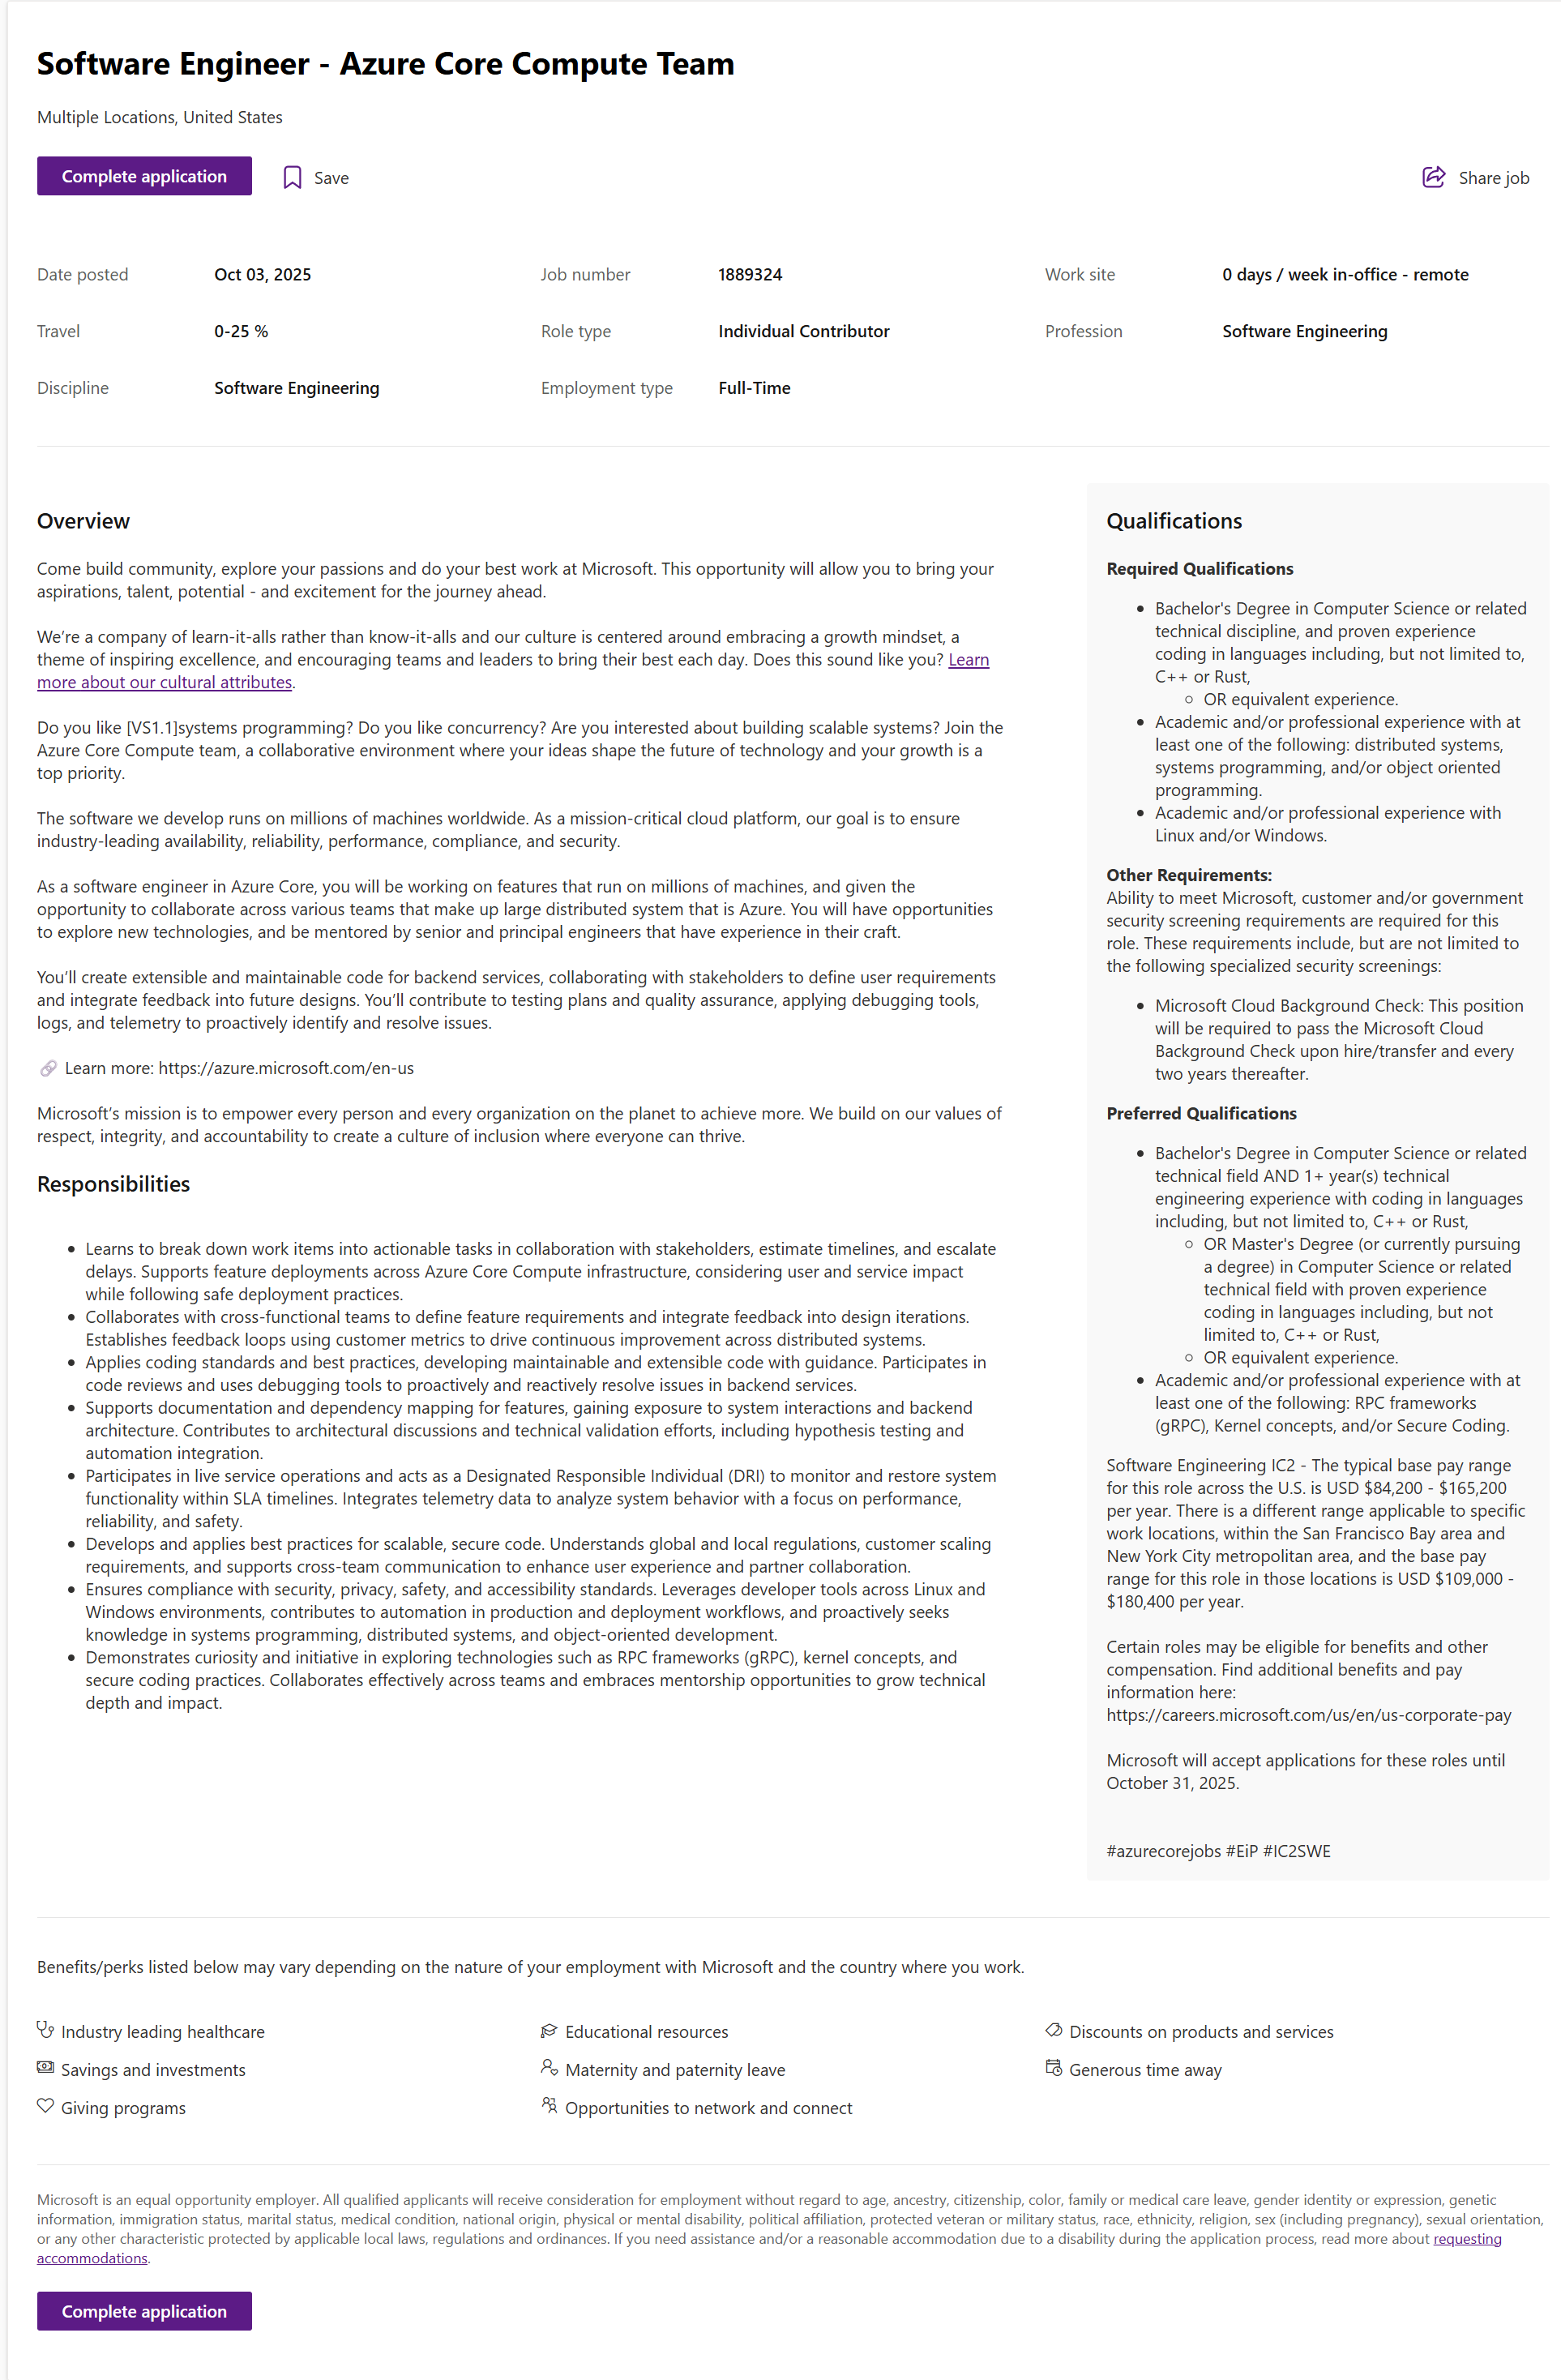 Software Engineer - Azure Core Compute Team
Multiple Locations, United States
Complete application
Save
Share job
Date posted
Oct 03, 2025
Job number
1889324
Work site
0 days / week in-office - remote
Travel
0-25 %
Role type
Individual Contributor
Profession
Software Engineering
Discipline
Software Engineering
Employment type
Full-Time
Overview
Come build community, explore your passions and do your best work at Microsoft. This opportunity will allow you to bring your
aspirations, talent, potential - and excitement for the journey ahead.
We're a company of learn-it-alls rather than know-it-alls and our culture is centered around embracing a growth mindset, a
theme of inspiring excellence, and encouraging teams and leaders to bring their best each day. Does this sound like you? Learn
more about our cultural attributes.
Do you like [VS1.1]systems programming? Do you like concurrency? Are you interested about building scalable systems? Join the
Azure Core Compute team, a collaborative environment where your ideas shape the future of technology and your growth is a
top priority.
The software we develop runs on millions of machines worldwide. As a mission-critical cloud platform, our goal is to ensure
industry-leading availability, reliability, performance, compliance, and security.
As a software engineer in Azure Core, you will be working on features that run on millions of machines, and given the
opportunity to collaborate across various teams that make up large distributed system that is Azure. You will have opportunities
to explore new technologies, and be mentored by senior and principal engineers that have experience in their craft.
You'll create extensible and maintainable code for backend services, collaborating with stakeholders to define user requirements
and integrate feedback into future designs. You'll contribute to testing plans and quality assurance, applying debugging tools,
logs, and telemetry to proactively identify and resolve issues.
🔗 Learn more: https://azure.microsoft.com/en-us
Microsoft's mission is to empower every person and every organization on the planet to achieve more. We build on our values of
respect, integrity, and accountability to create a culture of inclusion where everyone can thrive.
Responsibilities
• Learns to break down work items into actionable tasks in collaboration with stakeholders, estimate timelines, and escalate
delays. Supports feature deployments across Azure Core Compute infrastructure, considering user and service impact
while following safe deployment practices.
• Collaborates with cross-functional teams to define feature requirements and integrate feedback into design iterations.
Establishes feedback loops using customer metrics to drive continuous improvement across distributed systems.
• Applies coding standards and best practices, developing maintainable and extensible code with guidance. Participates in
code reviews and uses debugging tools to proactively and reactively resolve issues in backend services.
• Supports documentation and dependency mapping for features, gaining exposure to system interactions and backend
architecture. Contributes to architectural discussions and technical validation efforts, including hypothesis testing and
automation integration.
• Participates in live service operations and acts as a Designated Responsible Individual (DRI) to monitor and restore system
functionality within SLA timelines. Integrates telemetry data to analyze system behavior with a focus on performance,
reliability, and safety.
• Develops and applies best practices for scalable, secure code. Understands global and local regulations, customer scaling
requirements, and supports cross-team communication to enhance user experience and partner collaboration.
• Ensures compliance with security, privacy, safety, and accessibility standards. Leverages developer tools across Linux and
Windows environments, contributes to automation in production and deployment workflows, and proactively seeks
knowledge in systems programming, distributed systems, and object-oriented development.
• Demonstrates curiosity and initiative in exploring technologies such as RPC frameworks (gRPC), kernel concepts, and
secure coding practices. Collaborates effectively across teams and embraces mentorship opportunities to grow technical
depth and impact.
Qualifications
Required Qualifications
• Bachelor's Degree in Computer Science or related
technical discipline, and proven experience
coding in languages including, but not limited to,
C++ or Rust,
○ OR equivalent experience.
• Academic and/or professional experience with at
least one of the following: distributed systems,
systems programming, and/or object oriented
programming.
• Academic and/or professional experience with
Linux and/or Windows.
Other Requirements:
Ability to meet Microsoft, customer and/or government
security screening requirements are required for this
role. These requirements include, but are not limited to
the following specialized security screenings:
• Microsoft Cloud Background Check: This position
will be required to pass the Microsoft Cloud
Background Check upon hire/transfer and every
two years thereafter.
Preferred Qualifications
• Bachelor's Degree in Computer Science or related
technical field AND 1+ year(s) technical
engineering experience with coding in languages
including, but not limited to, C++ or Rust,
○ OR Master's Degree (or currently pursuing
a degree) in Computer Science or related
technical field with proven experience
coding in languages including, but not
limited to, C++ or Rust,
○ OR equivalent experience.
• Academic and/or professional experience with at
least one of the following: RPC frameworks
(gRPC), Kernel concepts, and/or Secure Coding.
Software Engineering IC2 - The typical base pay range
for this role across the U.S. is USD $84,200 - $165,200
per year. There is a different range applicable to specific
work locations, within the San Francisco Bay area and
New York City metropolitan area, and the base pay
range for this role in those locations is USD $109,000 -
$180,400 per year.
Certain roles may be eligible for benefits and other
compensation. Find additional benefits and pay
information here:
https://careers.microsoft.com/us/en/us-corporate-pay
Microsoft will accept applications for these roles until
October 31, 2025.
#azurecorejobs #EiP #IC2SWE
Benefits/perks listed below may vary depending on the nature of your employment with Microsoft and the country where you work.
Industry leading healthcare
Educational resources
Discounts on products and services
Savings and investments
Maternity and paternity leave
Generous time away
Giving programs
Opportunities to network and connect
Microsoft is an equal opportunity employer. All qualified applicants will receive consideration for employment without regard to age, ancestry, citizenship, color, family or medical care leave, gender identity or expression, genetic
information, immigration status, marital status, medical condition, national origin, physical or mental disability, political affiliation, protected veteran or military status, race, ethnicity, religion, sex (including pregnancy), sexual orientation,
or any other characteristic protected by applicable local laws, regulations and ordinances. If you need assistance and/or a reasonable accommodation due to a disability during the application process, read more about requesting
accommodations.
Complete application